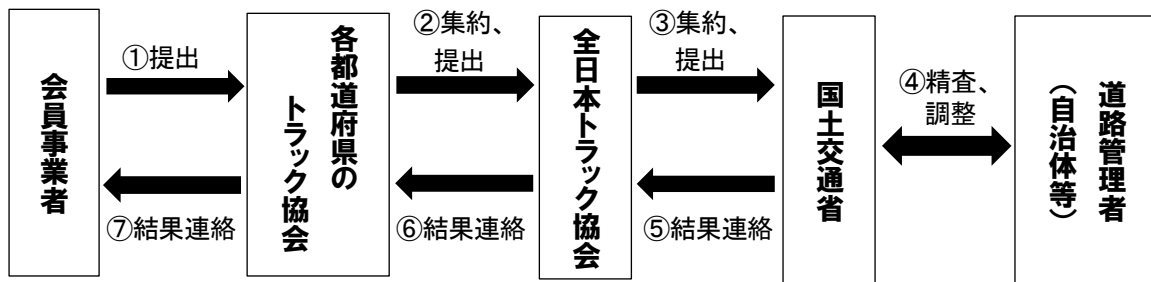 会員事業者
①提出
⑦結果連絡
各都道府県の
トラック協会
②集約、
提出
⑥結果連絡
全日本トラック協会
③集約、
提出
⑤結果連絡
国土交通省
④精査、
調整
道路管理者
（自治体等）